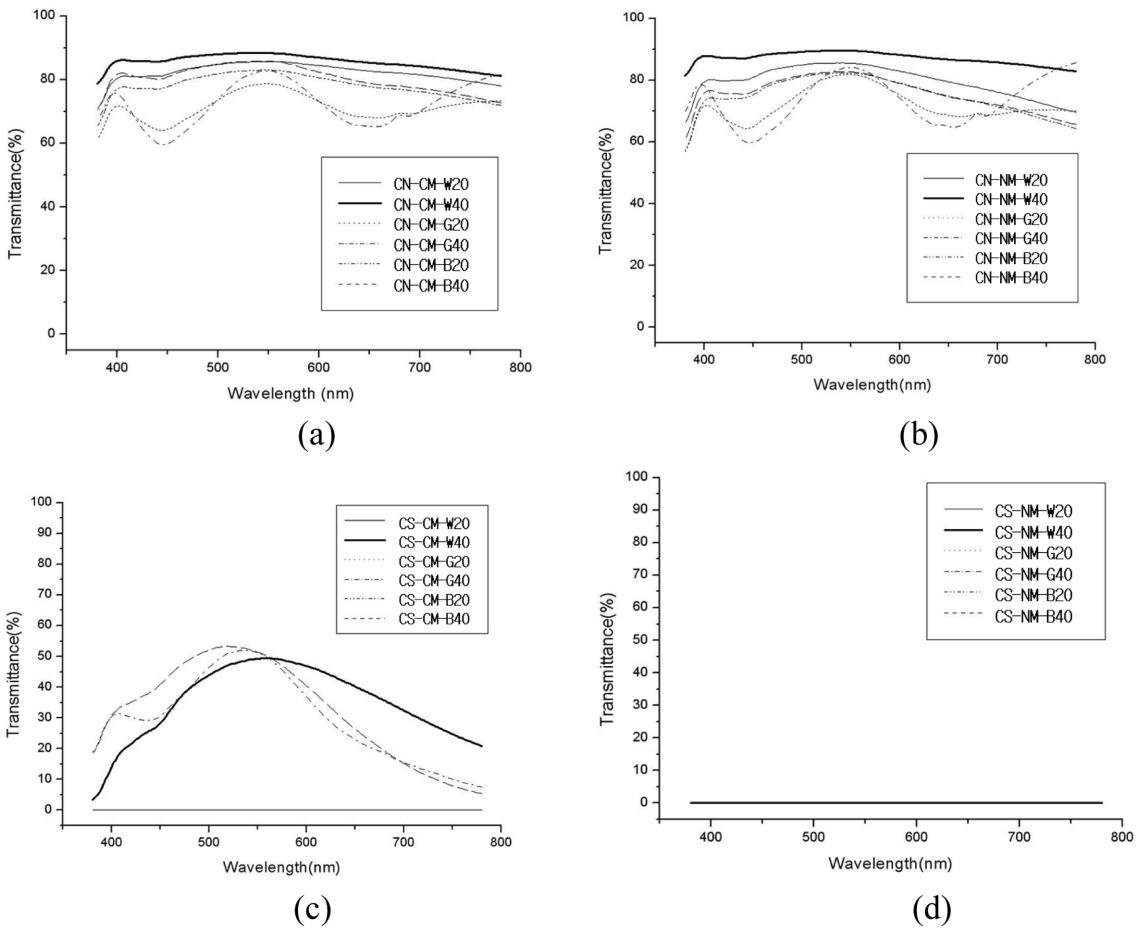 100
80
60
40
20
0
Transmittance(%)
CN-CM-W20
CN-CM-W40
CN-CM-G20
CN-CM-G40
CN-CM-B20
CN-CM-B40
400 500 600 700 800
Wavelength (nm)
(a)
100
80
60
40
20
0
Transmittance(%)
CN-NM-W20
CN-NM-W40
CN-NM-G20
CN-NM-G40
CN-NM-B20
CN-NM-B40
400 500 600 700 800
Wavelength(nm)
(b)
100
90
80
70
60
50
40
30
20
10
0
Transmittance(%)
CS-CM-W20
CS-CM-W40
CS-CM-G20
CS-CM-G40
CS-CM-B20
CS-CM-B40
400 500 600 700 800
Wavelength(nm)
(c)
100
90
80
70
60
50
40
30
20
10
0
Transmittance(%)
CS-NM-W20
CS-NM-W40
CS-NM-G20
CS-NM-G40
CS-NM-B20
CS-NM-B40
400 500 600 700 800
Wavelength(nm)
(d)